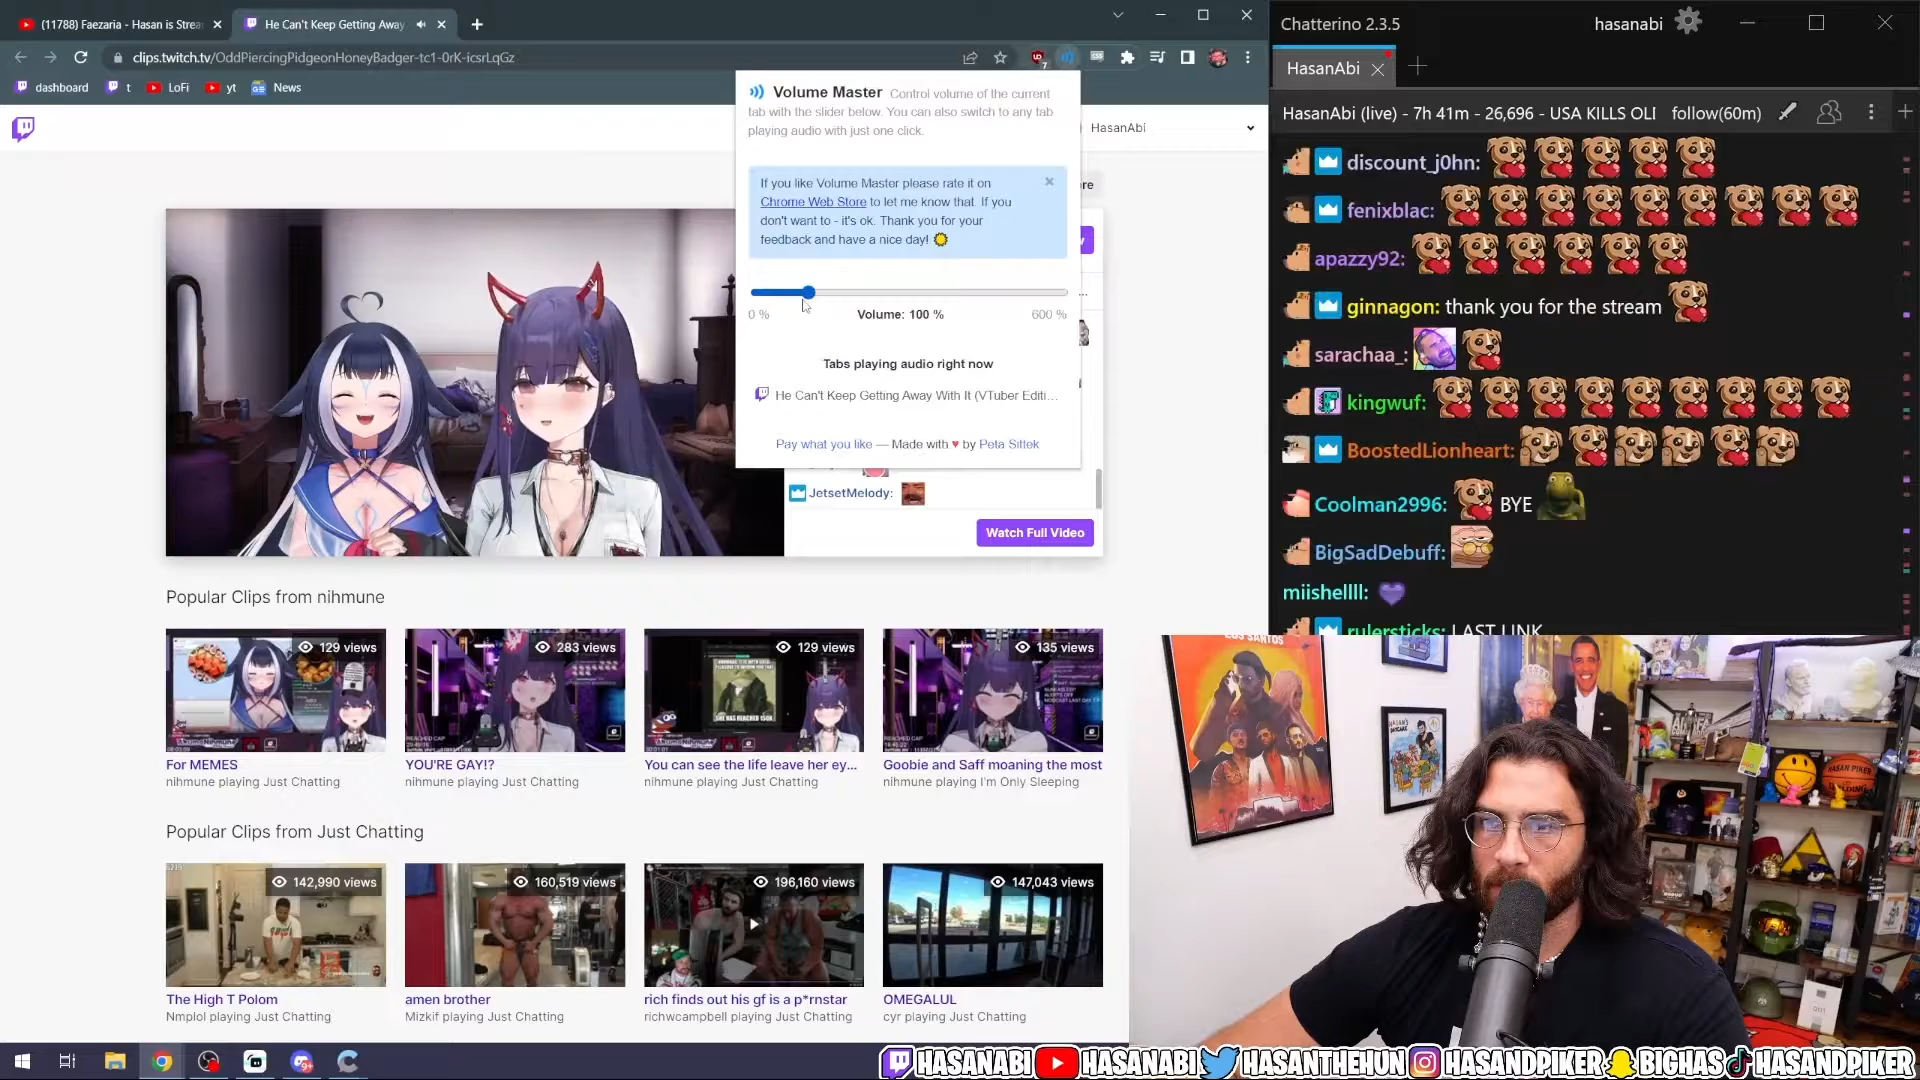 (11788) Faezaria - Hasan is Strea
He Can't Keep Getting Away
clips.twitch.tv/OddPiercingPidgeonHoneyBadger-tc1-0rK-icsrLqGz
dashboard
t
LoFi
yt
News
7
Volume Master Control volume of the current
tab with the slider below. You can also switch to any tab
playing audio with just one click.
HasanAbi
If you like Volume Master please rate it on
Chrome Web Store to let me know that. If you
don't want to - it's ok. Thank you for your
feedback and have a nice day!
0 %
Volume: 100 %
600 %
Tabs playing audio right now
He Can't Keep Getting Away With It (VTuber Editi...
Pay what you like — Made with ♥ by Peta Sittek
JetsetMelody:
Watch Full Video
Popular Clips from nihmune
129 views
283 views
129 views
135 views
For MEMES
nihmune playing Just Chatting
YOU'RE GAY!?
nihmune playing Just Chatting
You can see the life leave her ey...
nihmune playing Just Chatting
Goobie and Saff moaning the most
nihmune playing I'm Only Sleeping
Popular Clips from Just Chatting
142,990 views
160,519 views
196,160 views
147,043 views
The High T Polom
Nmplol playing Just Chatting
amen brother
Mizkif playing Just Chatting
rich finds out his gf is a p*rnstar
richwcampbell playing Just Chatting
OMEGALUL
cyr playing Just Chatting
Chatterino 2.3.5
hasanabi
HasanAbi
HasanAbi (live) - 7h 41m - 26,696 - USA KILLS OLI
follow(60m)
discount_j0hn:
fenixblac:
apazzy92:
ginnagon: thank you for the stream
sarachaa_:
kingwuf:
BoostedLionheart:
Coolman2996: BYE
BigSadDebuff:
miishellll:
rulersticks: LAST LINK
LOS SANTOS
HASAN PIKER
HASANABI
HASANABI
HASANTHEHUN
HASANDPIKER
BIGHAS
HASANDPIKER